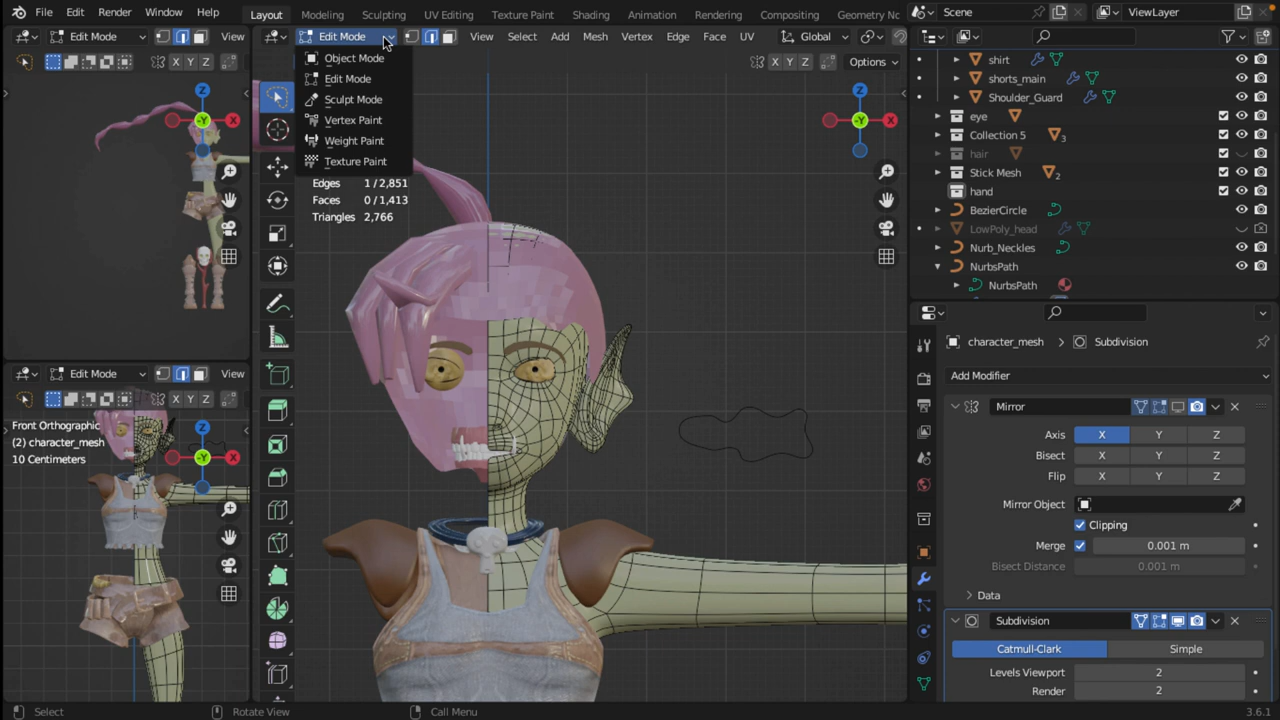 File Edit Render Window Help
Layout Modeling Sculpting UV Editing Texture Paint Shading Animation Rendering Compositing Geometry No
Scene ViewLayer
Edit Mode View
X Y Z
Edit Mode View Select Add Mesh Vertex Edge Face UV Global
X Y Z Options
Object Mode
Edit Mode
Sculpt Mode
Vertex Paint
Weight Paint
Texture Paint
Edges 1 / 2,851
Faces 0 / 1,413
Triangles 2,766
Z
-Y X
Z
-Y X
Edit Mode View
X Y Z
Front Orthographic
(2) character_mesh
10 Centimeters
Z
-Y X
shirt
shorts_main
Shoulder_Guard
eye
Collection 5 3
hair
Stick Mesh 2
hand
BezierCircle
LowPoly_head
Nurb_Neckles
NurbsPath
NurbsPath
character_mesh > Subdivision
Add Modifier
Mirror
Axis X Y Z
Bisect X Y Z
Flip X Y Z
Mirror Object
Clipping
Merge 0.001 m
Bisect Distance 0.001 m
Data
Subdivision
Catmull-Clark Simple
Levels Viewport 2
Render 2
Select Rotate View Call Menu 3.6.1